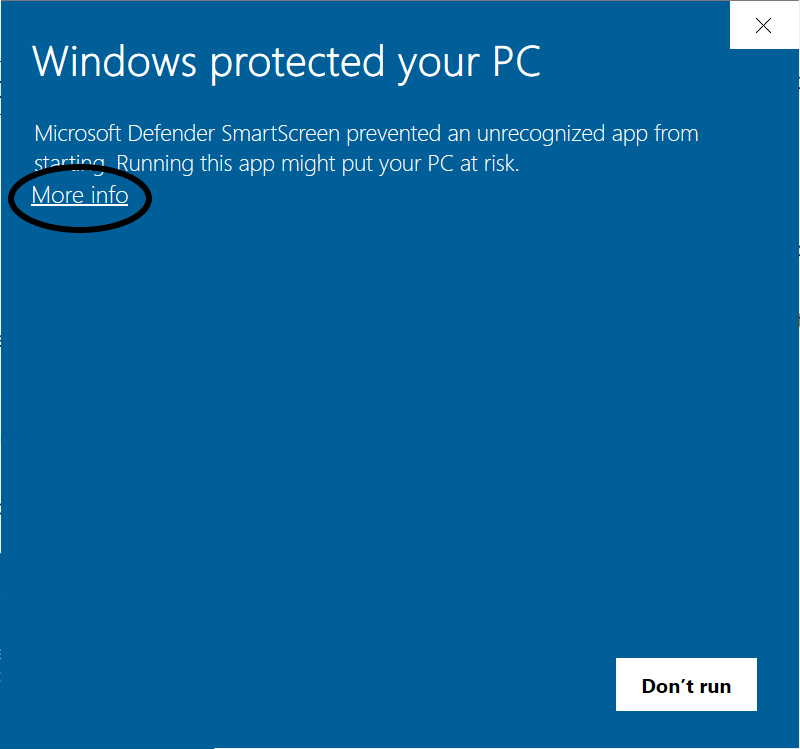 Windows protected your PC
Microsoft Defender SmartScreen prevented an unrecognized app from
starting. Running this app might put your PC at risk.
More info
Don't run